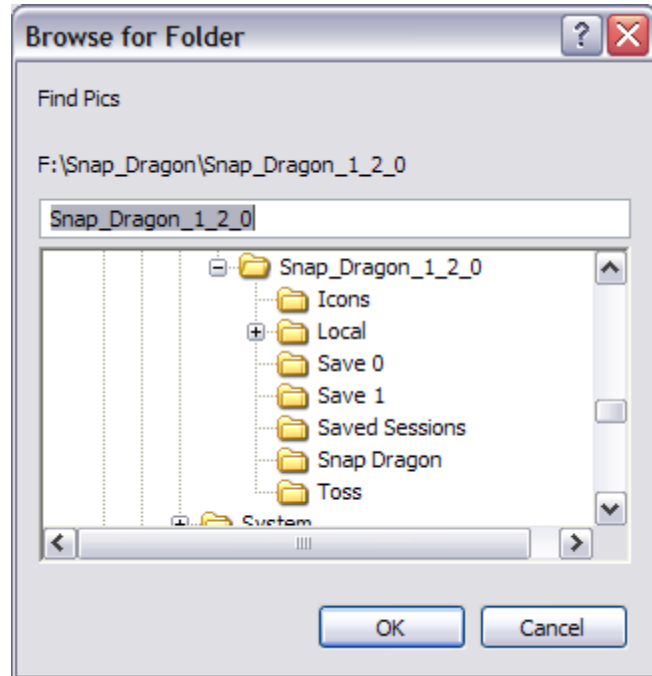 Browse for Folder
Find Pics
F:\Snap_Dragon\Snap_Dragon_1_2_0
Snap_Dragon_1_2_0
Snap_Dragon_1_2_0
Icons
Local
Save 0
Save 1
Saved Sessions
Snap Dragon
Toss
System
OK Cancel